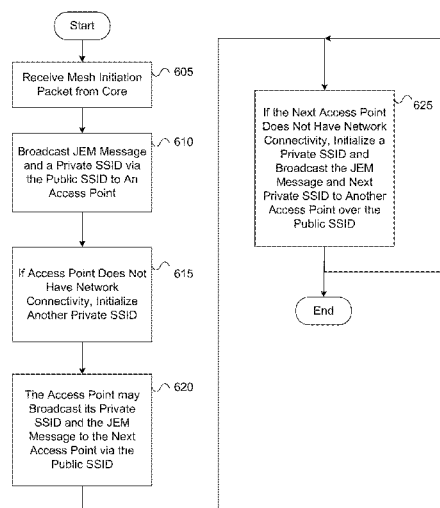 Start
Receive Mesh Initiation
Packet from Core
605
Broadcast JEM Message
and a Private SSID via
the Public SSID to An
Access Point
610
If Access Point Does Not
Have Network
Connectivity, Initialize
Another Private SSID
615
The Access Point may
Broadcast its Private
SSID and the JEM
Message to the Next
Access Point via the
Public SSID
620
If the Next Access Point
Does Not Have Network
Connectivity, Initialize a
Private SSID and
Broadcast the JEM
Message and Next
Private SSID to Another
Access Point over the
Public SSID
625
End